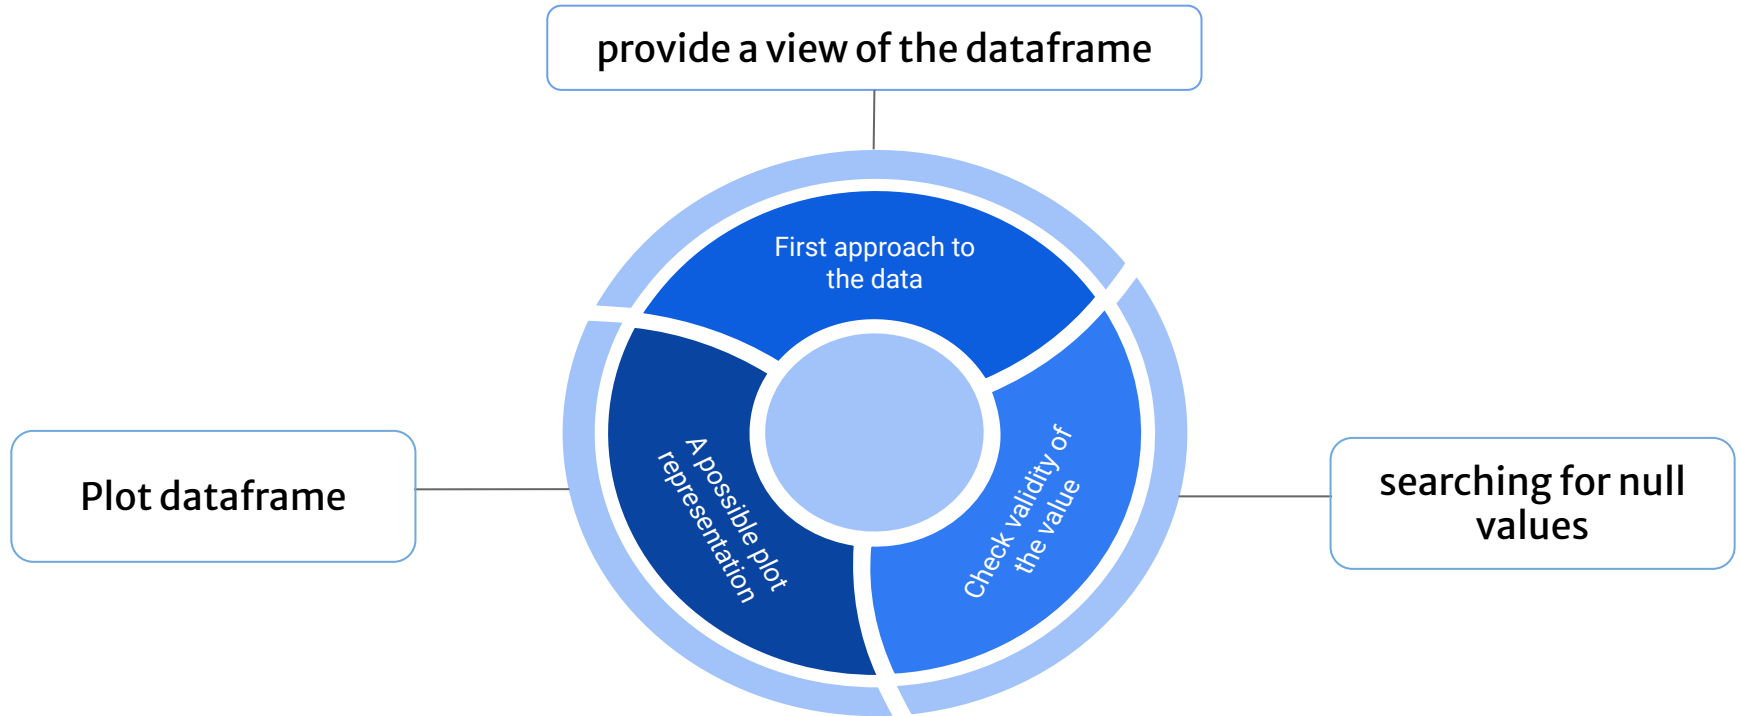 provide a view of the dataframe
First approach to
the data
A possible plot
representation
Check validity of
the value
Plot dataframe
searching for null
values